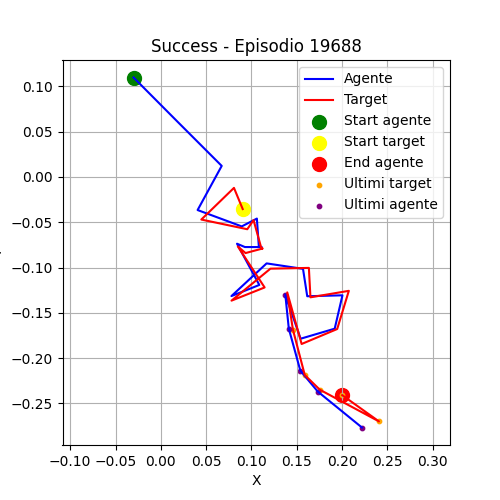 Success - Episodio 19688
Agente
Target
Start agente
Start target
End agente
Ultimi target
Ultimi agente
0.10
0.05
0.00
−0.05
−0.10
−0.15
−0.20
−0.25
−0.10 −0.05 0.00 0.05 0.10 0.15 0.20 0.25 0.30
X